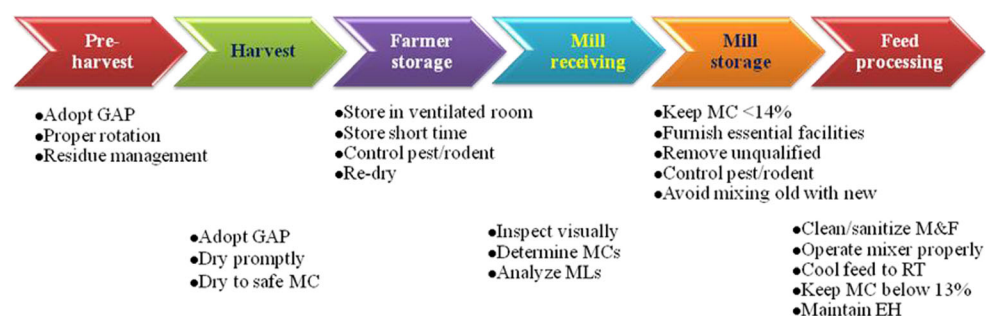 Pre-
harvest
Harvest
Farmer
storage
Mill
receiving
Mill
storage
Feed
processing
●Adopt GAP
●Proper rotation
●Residue management
●Adopt GAP
●Dry promptly
●Dry to safe MC
●Store in ventilated room
●Store short time
●Control pest/rodent
●Re-dry
●Inspect visually
●Determine MCs
●Analyze MLs
●Keep MC <14%
●Furnish essential facilities
●Remove unqualified
●Control pest/rodent
●Avoid mixing old with new
●Clean/sanitize M&F
●Operate mixer properly
●Cool feed to RT
●Keep MC below 13%
●Maintain EH